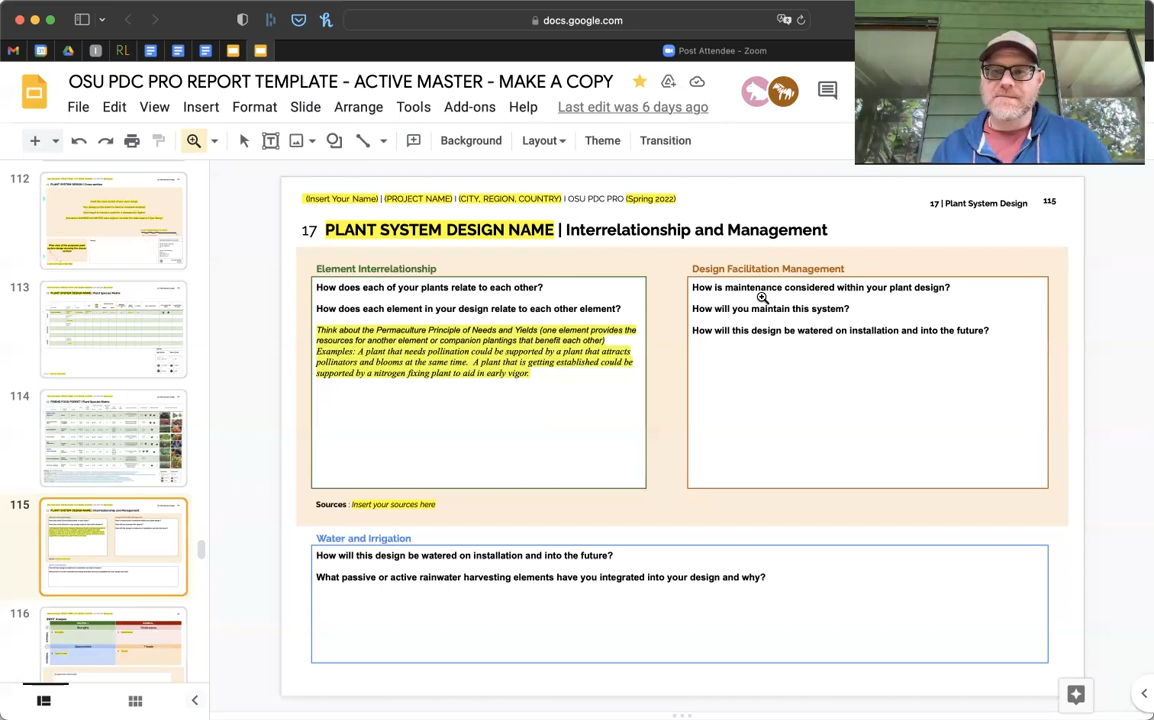 docs.google.com
RL
Post Attendee - Zoom
OSU PDC PRO REPORT TEMPLATE - ACTIVE MASTER - MAKE A COPY
File Edit View Insert Format Slide Arrange Tools Add-ons Help Last edit was 6 days ago
Background Layout Theme Transition
112
113
114
115
116
(Insert Your Name) | (PROJECT NAME) I (CITY, REGION, COUNTRY) I OSU PDC PRO (Spring 2022)
17 | Plant System Design 115
17 PLANT SYSTEM DESIGN NAME | Interrelationship and Management
Element Interrelationship
How does each of your plants relate to each other?
How does each element in your design relate to each other element?
Think about the Permaculture Principle of Needs and Yields (one element provides the
resources for another element or companion plantings that benefit each other)
Examples: A plant that needs pollination could be supported by a plant that attracts
pollinators and blooms at the same time. A plant that is getting established could be
supported by a nitrogen fixing plant to aid in early vigor.
Design Facilitation Management
How is maintenance considered within your plant design?
How will you maintain this system?
How will this design be watered on installation and into the future?
Sources : Insert your sources here
Water and Irrigation
How will this design be watered on installation and into the future?
What passive or active rainwater harvesting elements have you integrated into your design and why?